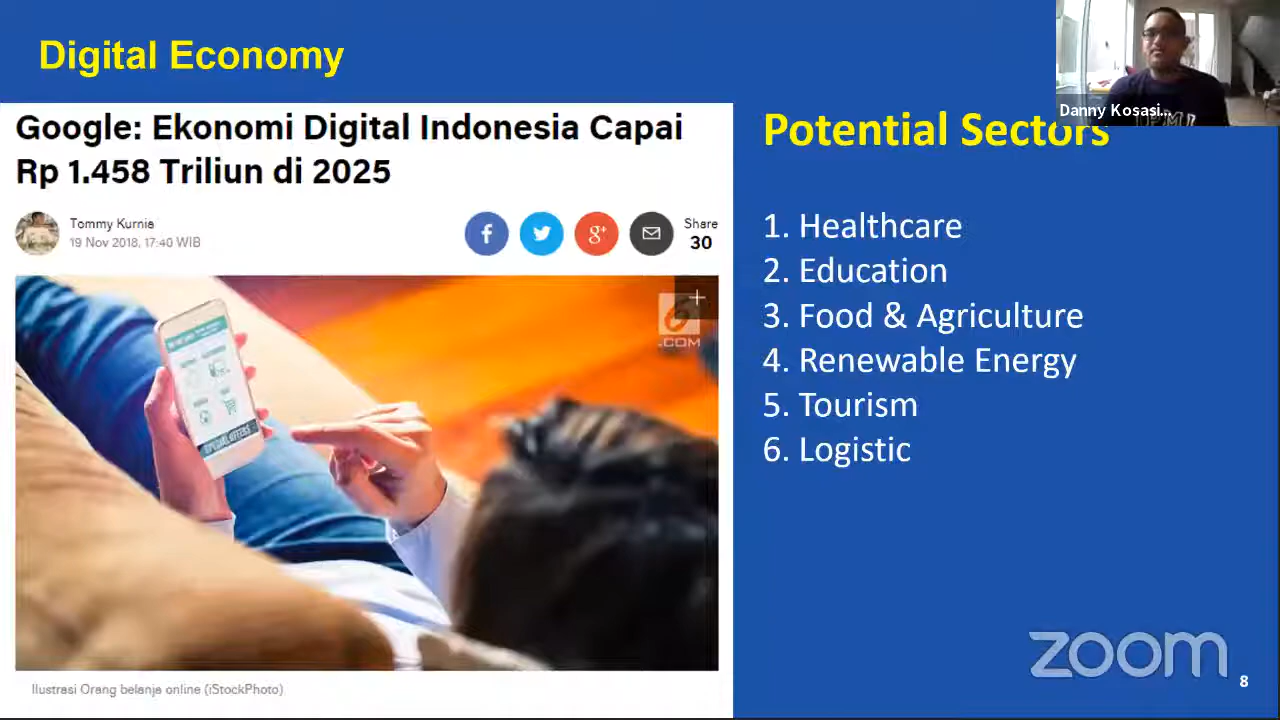 Digital Economy
Danny Kosasi...
Google: Ekonomi Digital Indonesia Capai
Rp 1.458 Triliun di 2025
Tommy Kurnia
19 Nov 2018, 17:40 WIB
Share
30
.COM
SPECIAL OFFERS
Ilustrasi Orang belanja online (iStockPhoto)
Potential Sectors
1. Healthcare
2. Education
3. Food & Agriculture
4. Renewable Energy
5. Tourism
6. Logistic
zoom
8